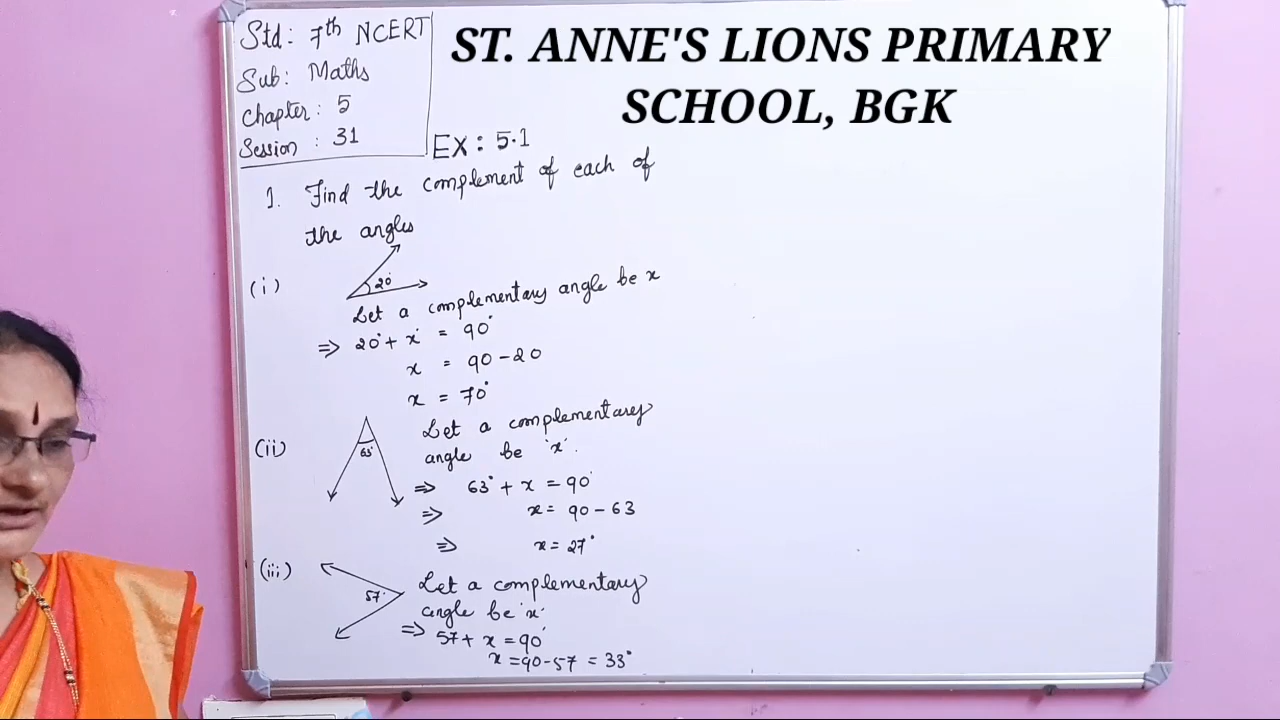 ST. ANNE'S LIONS PRIMARY
SCHOOL, BGK
Std: 7th NCERT
Sub: Maths
Chapter: 5
Session : 31
Ex: 5.1
1. Find the complement of each of
the angles
(i) 20°
Let a complementary angle be x
⇒ 20° + x° = 90°
x = 90-20
x = 70°
(ii) 63°
Let a complementary
angle be 'x'.
⇒ 63° + x = 90°
⇒ x = 90-63
⇒ x = 27°
(iii) 57°
Let a complementary
angle be 'x'
⇒ 57 + x = 90°
x = 90-57 = 33°